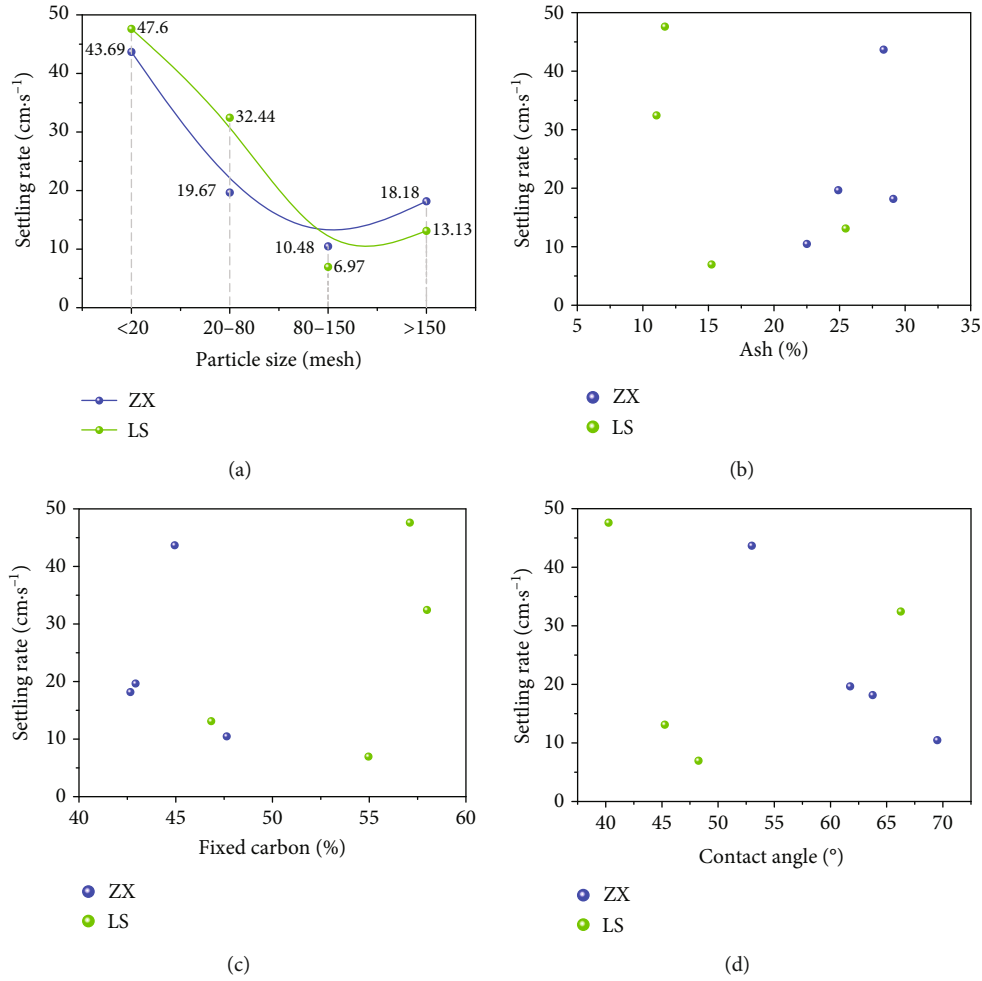 50
40
30
20
10
0
Settling rate (cm·s⁻¹)
47.6
43.69
32.44
19.67
18.18
13.13
10.48
6.97
<20
20–80
80–150
>150
Particle size (mesh)
ZX
LS
(a)
50
40
30
20
10
0
Settling rate (cm·s⁻¹)
5
10
15
20
25
30
35
Ash (%)
ZX
LS
(b)
50
40
30
20
10
0
Settling rate (cm·s⁻¹)
40
45
50
55
60
Fixed carbon (%)
ZX
LS
(c)
50
40
30
20
10
0
Settling rate (cm·s⁻¹)
40
45
50
55
60
65
70
Contact angle (°)
ZX
LS
(d)